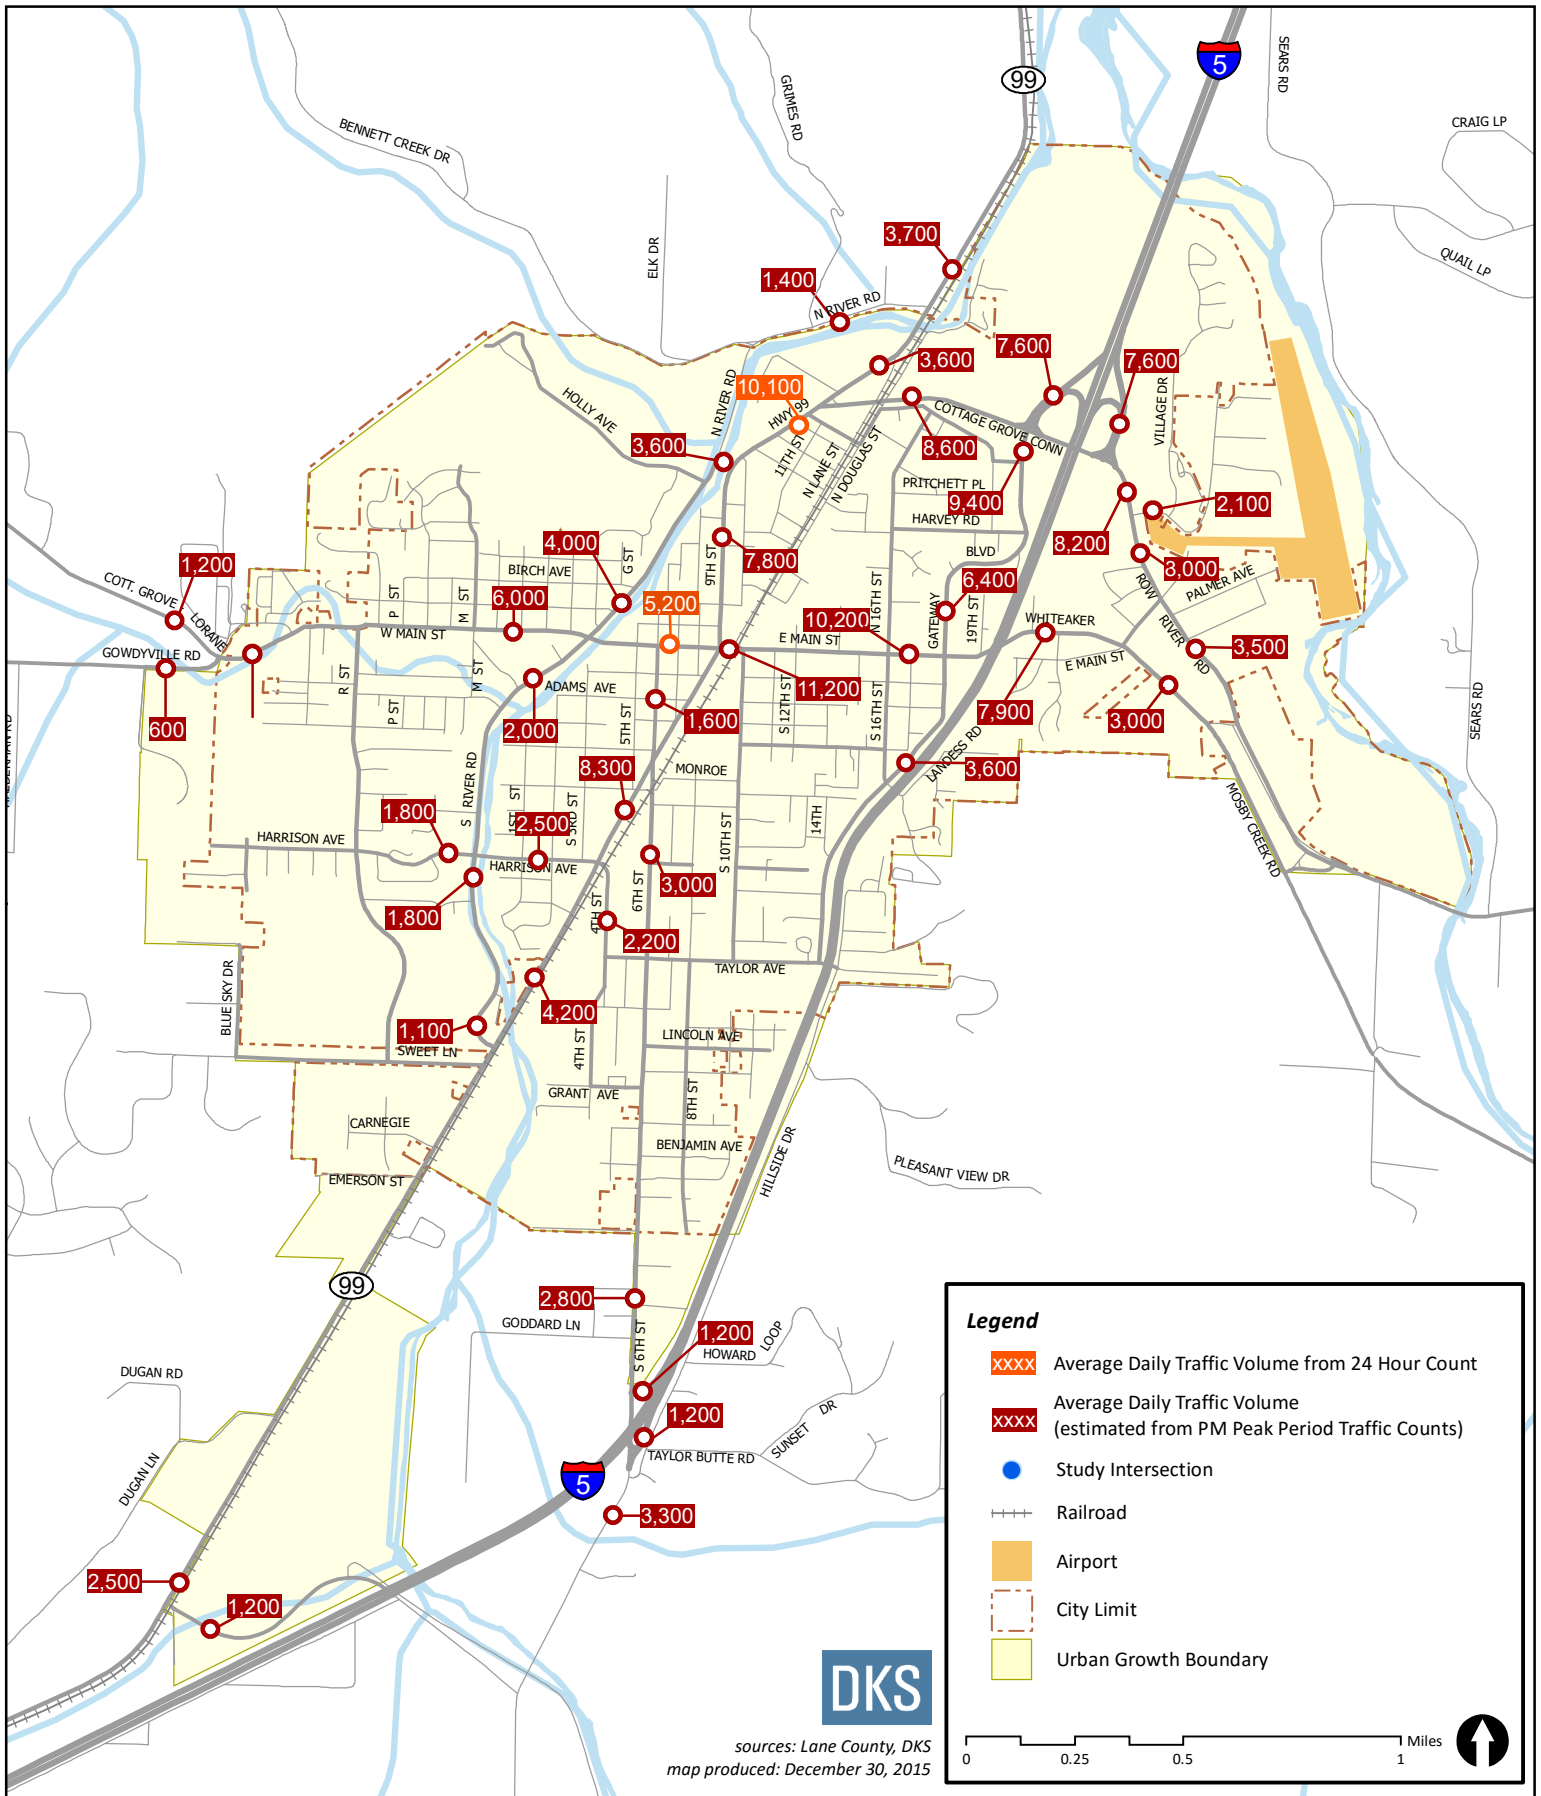 5
99
SEARS RD
GRIMES RD
CRAIG LP
BENNETT CREEK DR
ELK DR
QUAIL LP
3,700
1,400
N RIVER RD
3,600
7,600
7,600
10,100
HWY 99
N RIVER RD
HOLLY AVE
VILLAGE DR
COTTAGE GROVE CONN
3,600
8,600
11TH ST
N LANE ST
N DOUGLAS ST
PRITCHETT PL
9,400
2,100
HARVEY RD
8,200
4,000
G ST
9TH ST
7,800
BLVD
3,000
1,200
BIRCH AVE
6,400
PALMER AVE
COTT. GROVE
LORANE
P ST
M ST
6,000
5,200
N 16TH ST
GATEWAY
19TH ST
ROW
RIVER
RD
10,200
WHITEAKER
W MAIN ST
E MAIN ST
3,500
GOWDYVILLE RD
E MAIN ST
R ST
M ST
ADAMS AVE
11,200
SEARS RD
P ST
5TH ST
1,600
S 12TH ST
S 16TH ST
7,900
3,000
600
2,000
8,300
MONROE
LANDESS RD
3,600
S RIVER RD
1ST ST
S 3RD ST
MOSBY CREEK RD
1,800
2,500
14TH
S 10TH ST
HARRISON AVE
HARRISON AVE
3,000
6TH ST
1,800
4TH ST
2,200
TAYLOR AVE
BLUE SKY DR
4,200
1,100
LINCOLN AVE
SWEET LN
4TH ST
GRANT AVE
8TH ST
CARNEGIE
BENJAMIN AVE
HILLSIDE DR
PLEASANT VIEW DR
EMERSON ST
99
2,800
GODDARD LN
S 6TH ST
1,200
HOWARD
LOOP
DUGAN RD
1,200
SUNSET DR
TAYLOR BUTTE RD
DUGAN LN
5
3,300
2,500
1,200
Legend
xxxx Average Daily Traffic Volume from 24 Hour Count
xxxx Average Daily Traffic Volume
(estimated from PM Peak Period Traffic Counts)
Study Intersection
Railroad
Airport
City Limit
Urban Growth Boundary
0 0.25 0.5 1 Miles
DKS
sources: Lane County, DKS
map produced: December 30, 2015